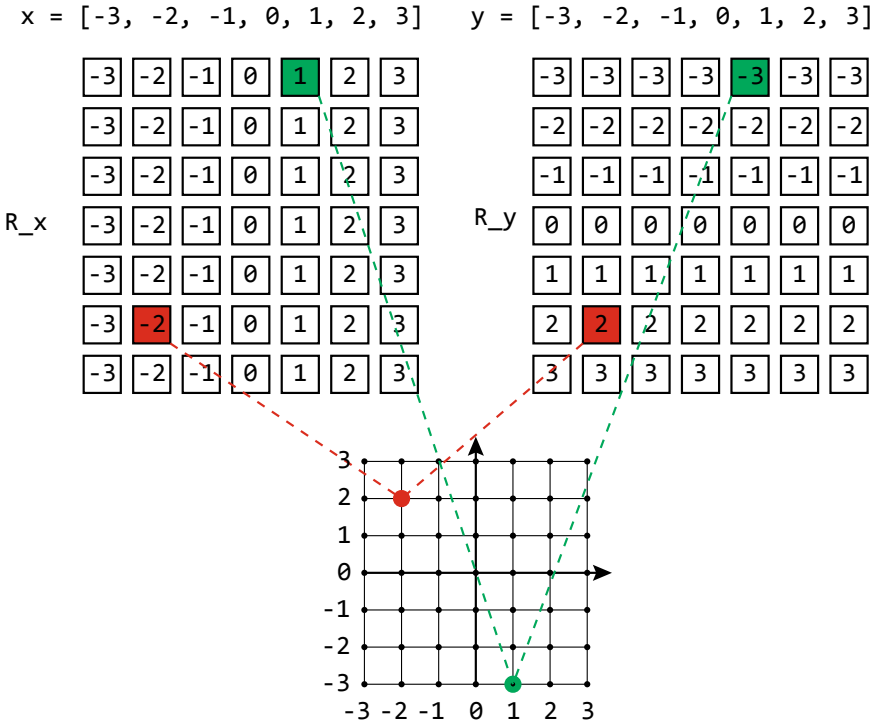 x = [-3, -2, -1, 0, 1, 2, 3] y = [-3, -2, -1, 0, 1, 2, 3]
-3 -2 -1 0 1 2 3 -3 -3 -3 -3 -3 -3 -3
-3 -2 -1 0 1 2 3 -2 -2 -2 -2 -2 -2 -2
-3 -2 -1 0 1 2 3 -1 -1 -1 -1 -1 -1 -1
R_x -3 -2 -1 0 1 2 3 R_y 0 0 0 0 0 0 0
-3 -2 -1 0 1 2 3 1 1 1 1 1 1 1
-3 -2 -1 0 1 2 3 2 2 2 2 2 2 2
-3 -2 -1 0 1 2 3 3 3 3 3 3 3 3
3
2
1
0
-1
-2
-3
-3 -2 -1 0 1 2 3